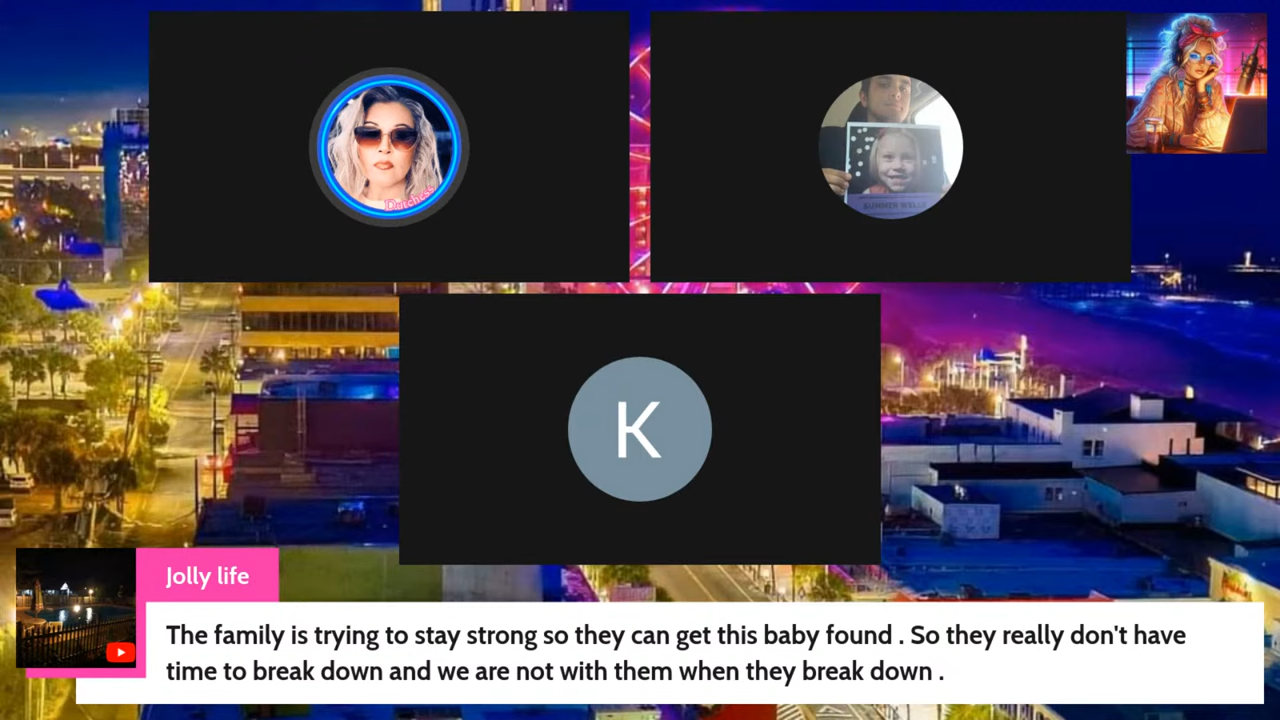 Dutchess
SUMMER WELLS
K
Jolly life
The family is trying to stay strong so they can get this baby found . So they really don't have
time to break down and we are not with them when they break down .